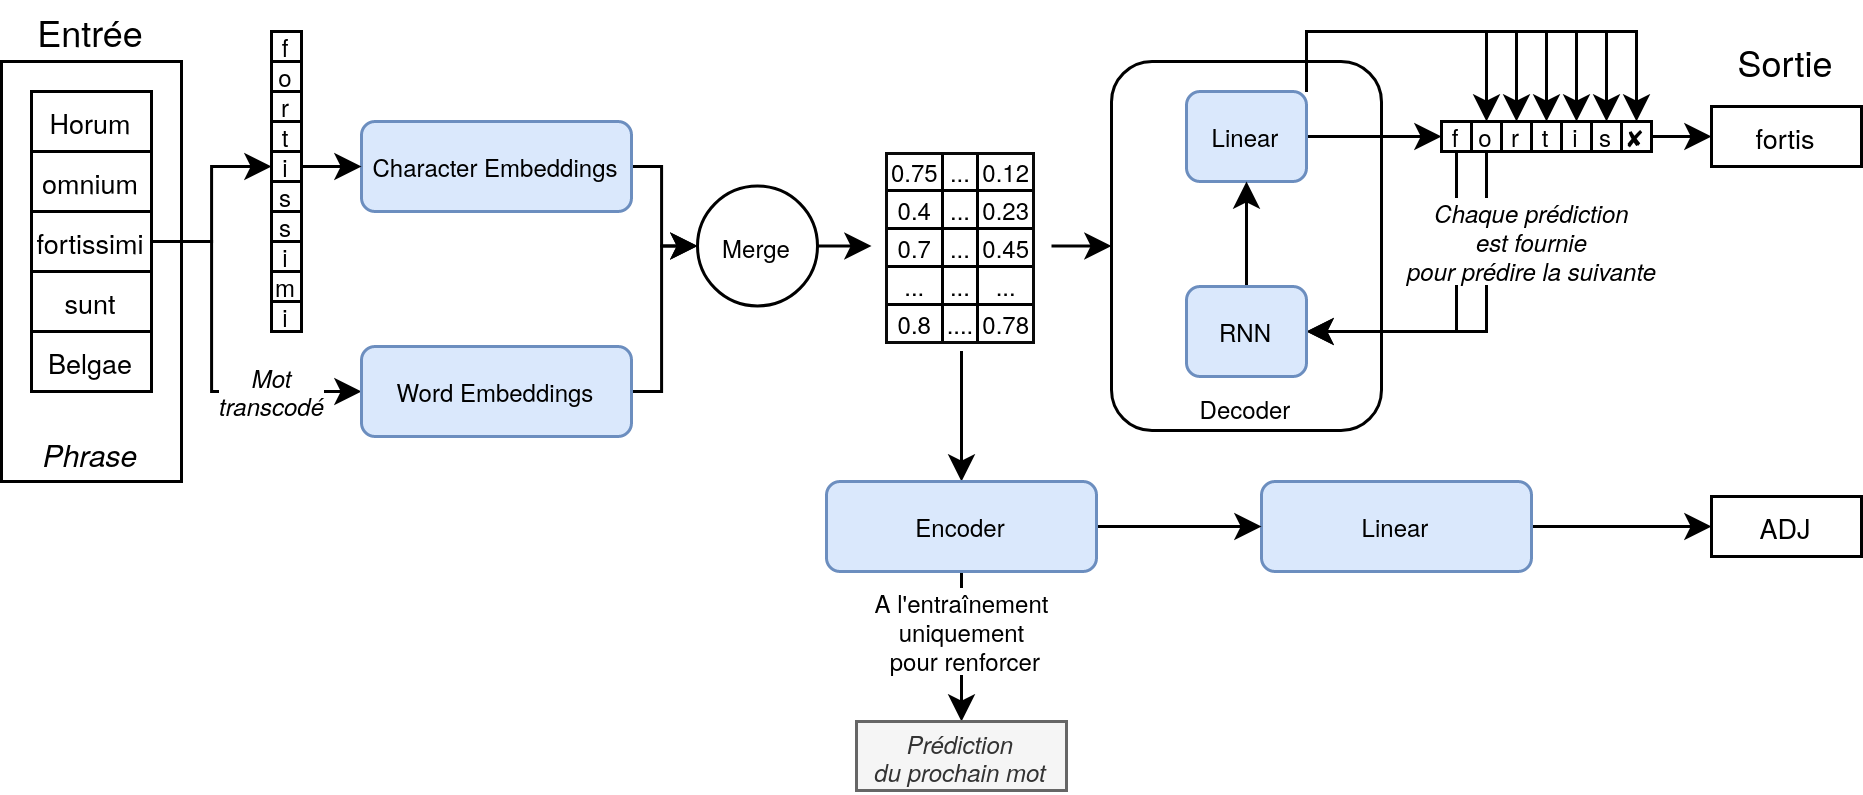 Entrée
Horum
omnium
fortissimi
sunt
Belgae
Phrase
f
o
r
t
i
s
s
i
m
i
Mot
transcodé
Character Embeddings
Word Embeddings
Merge
0.75 ... 0.12
0.4 ... 0.23
0.7 ... 0.45
... ... ...
0.8 .... 0.78
Linear
RNN
Decoder
f o r t i s ✘
Chaque prédiction
est fournie
pour prédire la suivante
Sortie
fortis
Encoder
Linear
ADJ
A l'entraînement
uniquement
pour renforcer
Prédiction
du prochain mot